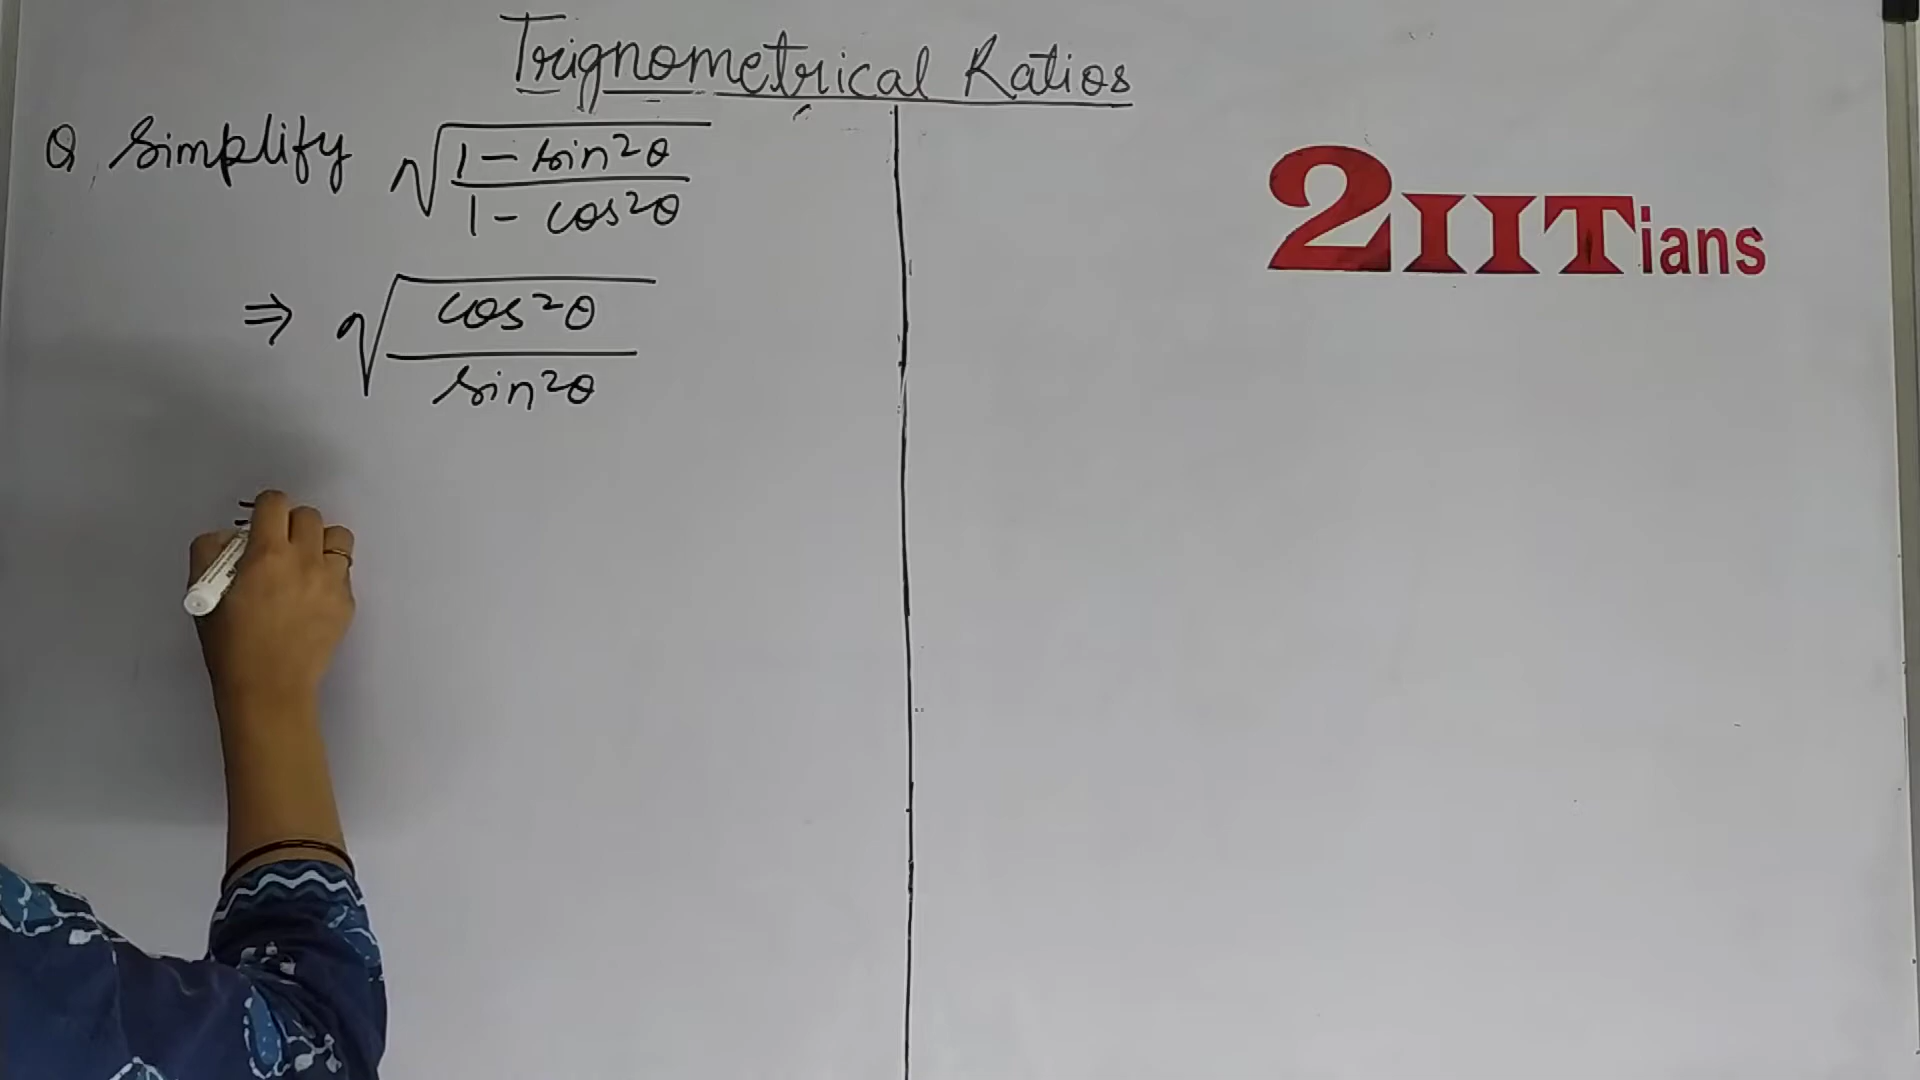 Trignometrical Ratios
Q, Simplify √(1 - sin²θ / 1 - cos²θ)
⇒ √(cos²θ / sin²θ)
=
2IITians